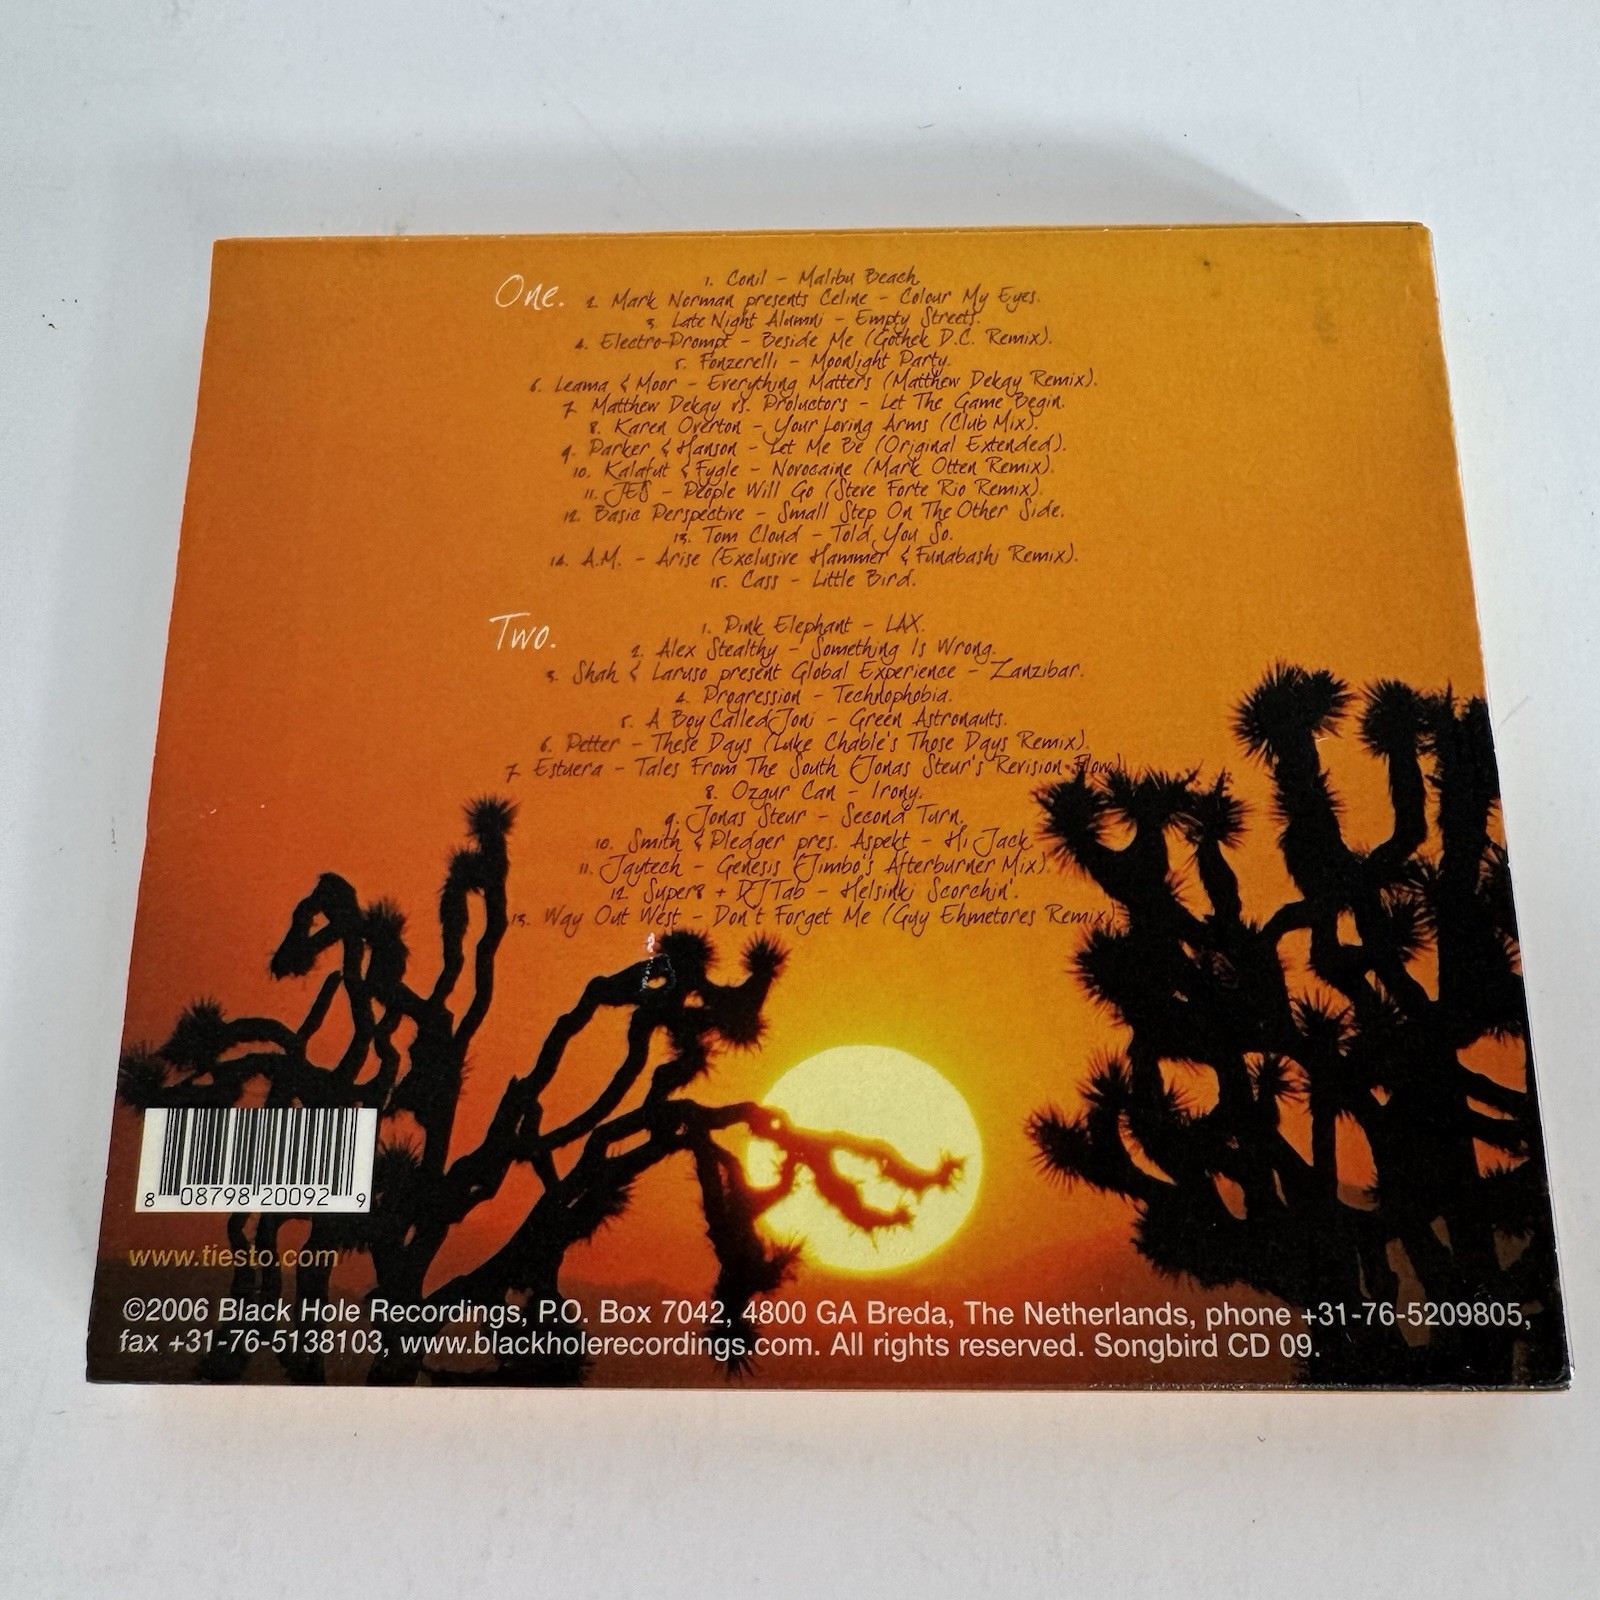 One.
1. Conil - Malibu Beach.
2. Mark Norman presents Celine - Colour My Eyes.
3. Late Night Alumni - Empty Streets.
4. Electro-Prompt - Beside Me (Gothek D.C. Remix).
5. Fonzerelli - Moonlight Party.
6. Leama & Moor - Everything Matters (Matthew Dekay Remix).
7. Matthew Dekay vs. Proluctors - Let The Game Begin.
8. Karen Overton - Your Loving Arms (Club Mix).
9. Parker & Hanson - Let Me Be (Original Extended).
10. Kalafut & Fygle - Novocaine (Mark Otten Remix).
11. JES - People Will Go (Steve Forte Rio Remix).
12. Basic Perspective - Small Step On The Other Side.
13. Tom Cloud - Told You So.
14. A.M. - Arise (Exclusive Hammer & Funabashi Remix).
15. Cass - Little Bird.
Two.
1. Pink Elephant - LAX.
2. Alex Stealthy - Something Is Wrong.
3. Shah & Laruso present Global Experience - Zanzibar.
4. Progression - Technophobia.
5. A Boy Called Joni - Green Astronauts.
6. Petter - These Days (Luke Chable's Those Days Remix).
7. Estuera - Tales From The South (Jonas Steur's Revision Flow)
8. Ozgur Can - Irony.
9. Jonas Steur - Second Turn.
10. Smith & Pledger pres. Aspekt - Hi Jack
11. Jaytech - Genesis (Jimbo's Afterburner Mix).
12. Super8 + DJ Tab - Helsinki Scorchin'.
13. Way Out West - Don't Forget Me (Guy Ehmetores Remix).
8 08798 20092 9
www.tiesto.com
©2006 Black Hole Recordings, P.O. Box 7042, 4800 GA Breda, The Netherlands, phone +31-76-5209805,
fax +31-76-5138103, www.blackholerecordings.com. All rights reserved. Songbird CD 09.